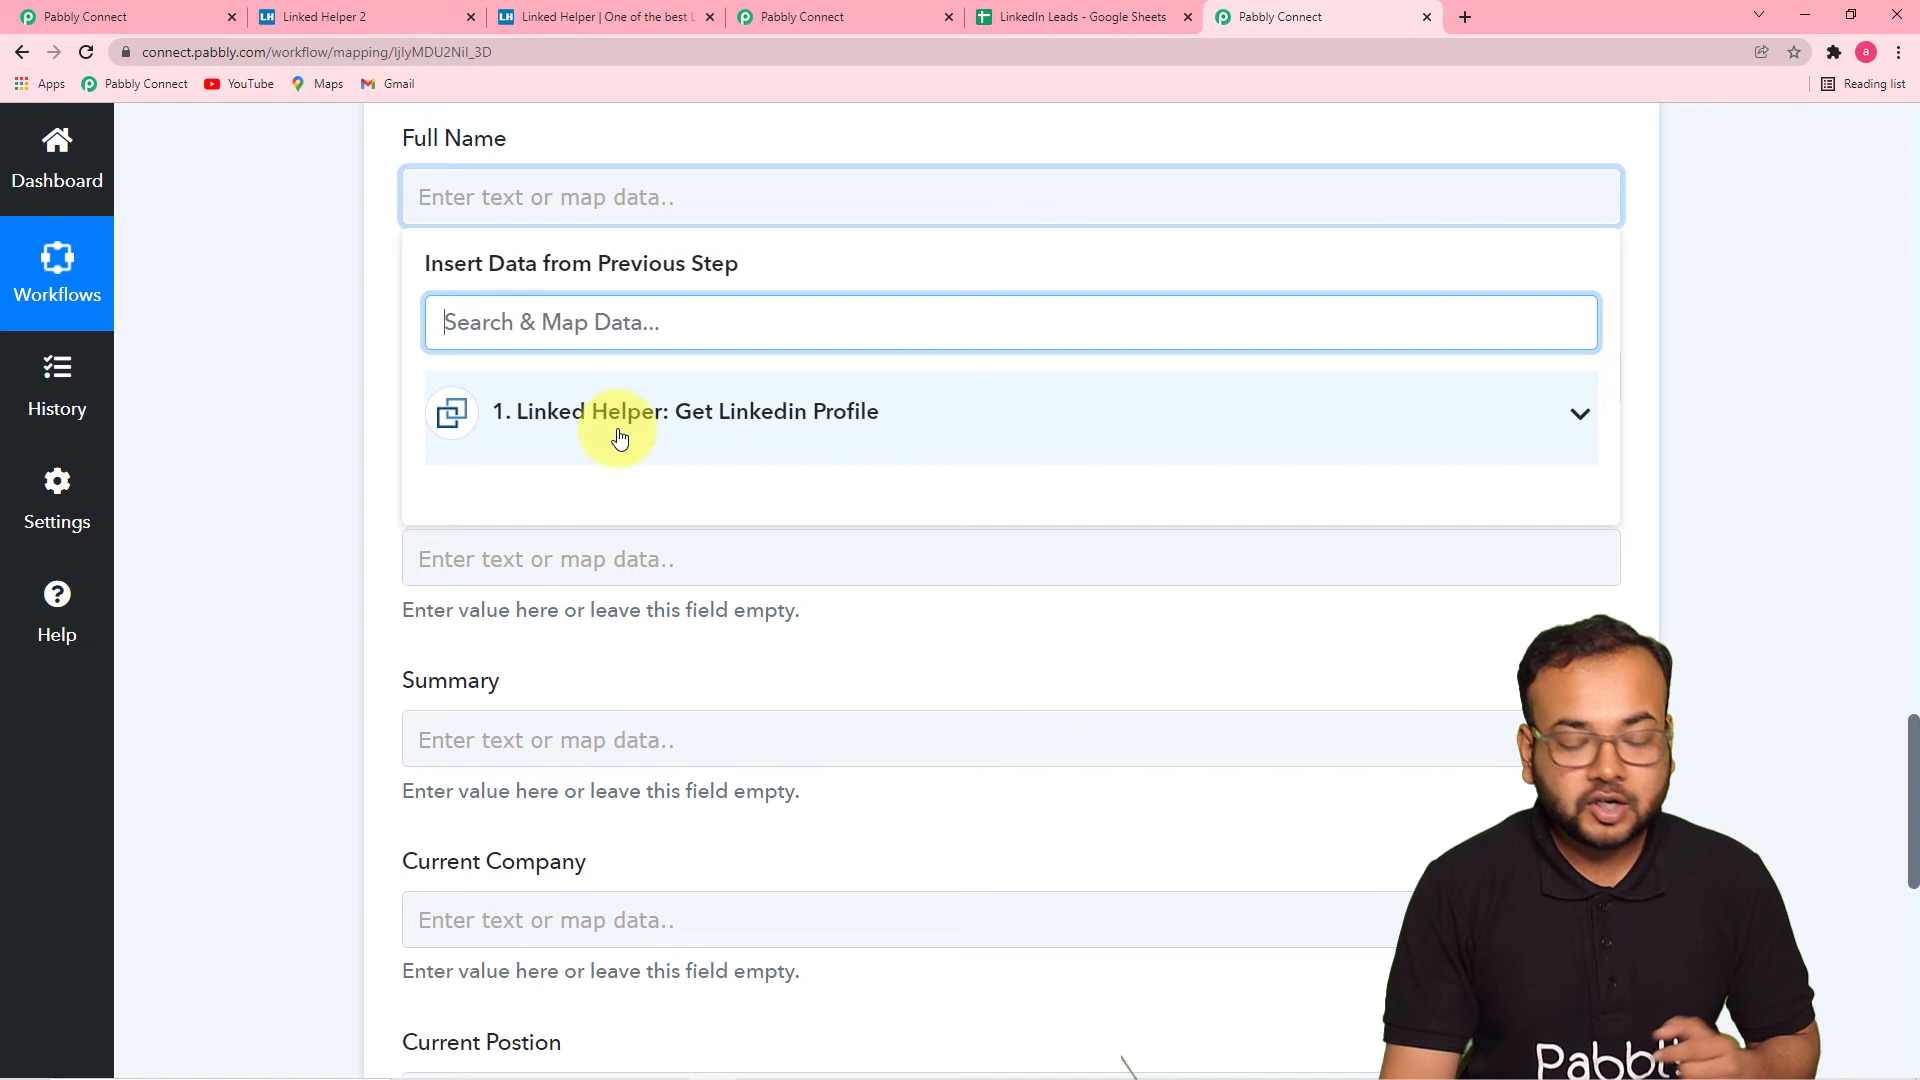 Pabbly Connect
Linked Helper 2
Linked Helper | One of the best L
Pabbly Connect
LinkedIn Leads - Google Sheets
Pabbly Connect
connect.pabbly.com/workflow/mapping/IjIyMDU2NiI_3D
a
Apps
Pabbly Connect
YouTube
Maps
Gmail
Reading list
Dashboard
Workflows
History
Settings
Help
Full Name
Enter text or map data..
Insert Data from Previous Step
Search & Map Data...
1. Linked Helper: Get Linkedin Profile
Enter text or map data..
Enter value here or leave this field empty.
Summary
Enter text or map data..
Enter value here or leave this field empty.
Current Company
Enter text or map data..
Enter value here or leave this field empty.
Current Postion